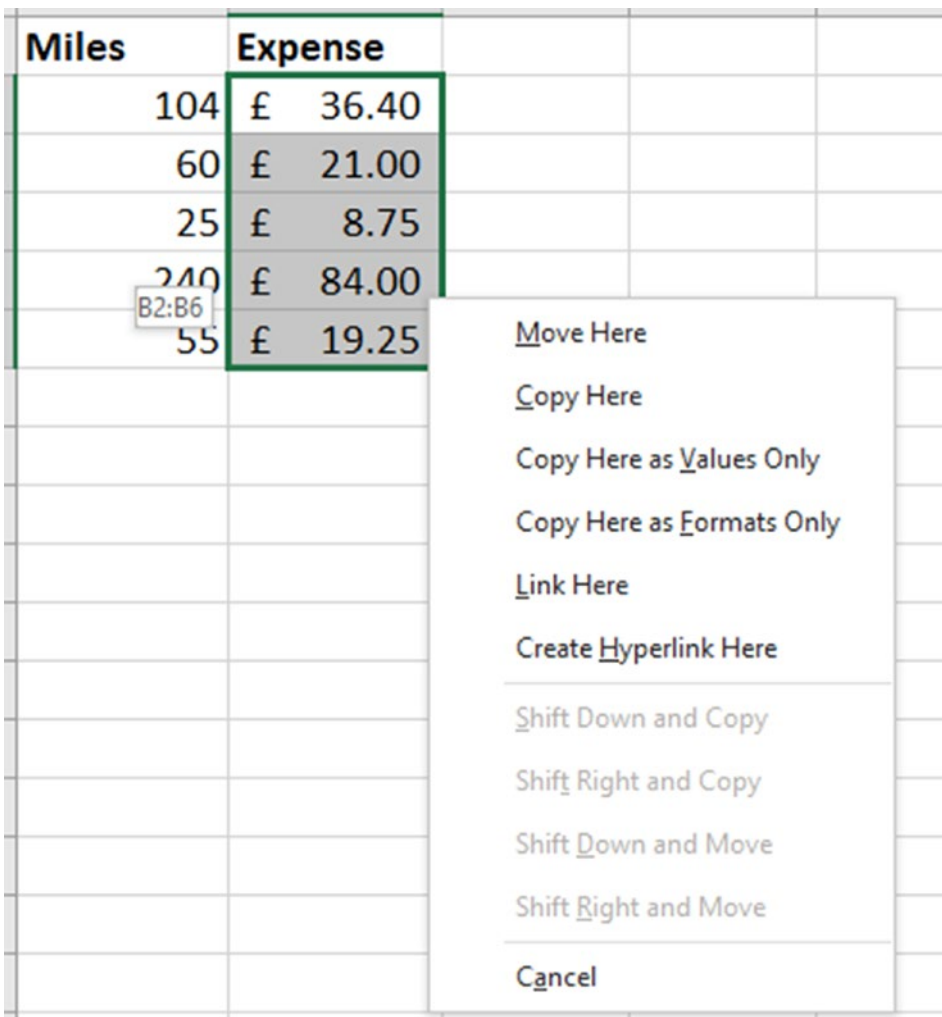 Miles Expense
104 £ 36.40
60 £ 21.00
25 £ 8.75
240 £ 84.00
B2:B6
55 £ 19.25
Move Here
Copy Here
Copy Here as Values Only
Copy Here as Formats Only
Link Here
Create Hyperlink Here
Shift Down and Copy
Shift Right and Copy
Shift Down and Move
Shift Right and Move
Cancel